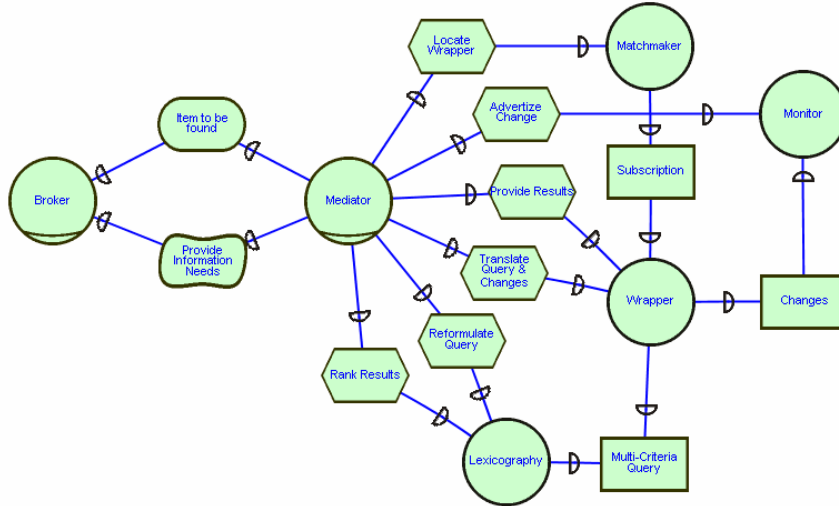 Locate
Wrapper
Matchmaker
Advertize
Change
Monitor
Item to be
found
Subscription
Broker
Mediator
Provide Results
Provide
Information
Needs
Translate
Query &
Changes
Wrapper
Changes
Reformulate
Query
Rank Results
Lexicography
Multi-Criteria
Query